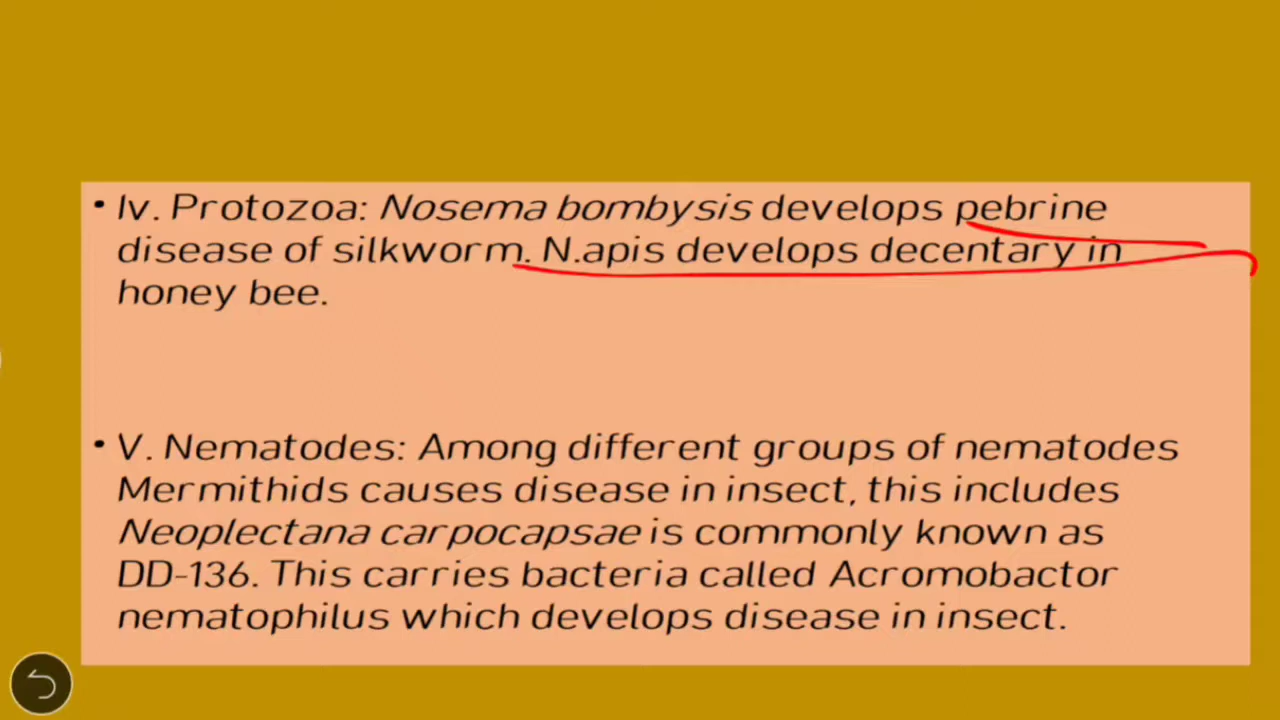 • Iv. Protozoa: Nosema bombysis develops pebrine
disease of silkworm. N.apis develops decentary in
honey bee.
• V. Nematodes: Among different groups of nematodes
Mermithids causes disease in insect, this includes
Neoplectana carpocapsae is commonly known as
DD-136. This carries bacteria called Acromobactor
nematophilus which develops disease in insect.